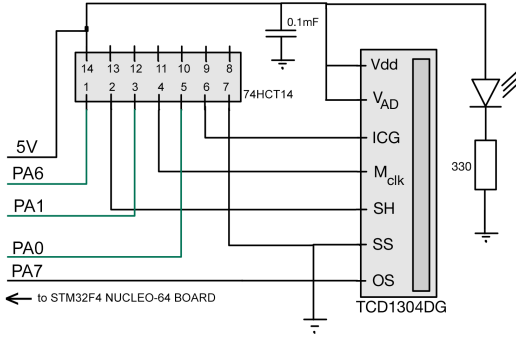 0.1mF
14 13 12 11 10 9 8
1 2 3 4 5 6 7
74HCT14
Vdd
VAD
ICG
Mclk
SH
SS
OS
TCD1304DG
330
5V
PA6
PA1
PA0
PA7
to STM32F4 NUCLEO-64 BOARD